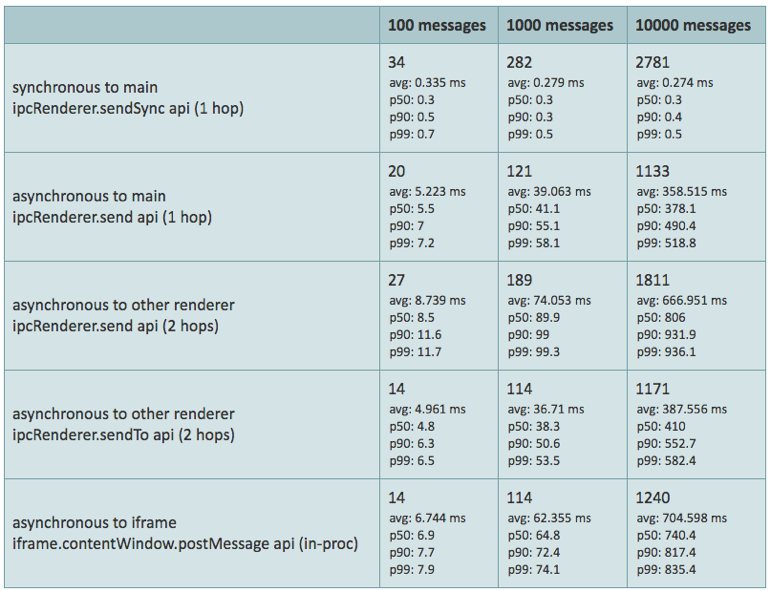 100 messages 1000 messages 10000 messages
synchronous to main
ipcRenderer.sendSync api (1 hop)
34
avg: 0.335 ms
p50: 0.3
p90: 0.5
p99: 0.7
282
avg: 0.279 ms
p50: 0.3
p90: 0.3
p99: 0.5
2781
avg: 0.274 ms
p50: 0.3
p90: 0.4
p99: 0.5
asynchronous to main
ipcRenderer.send api (1 hop)
20
avg: 5.223 ms
p50: 5.5
p90: 7
p99: 7.2
121
avg: 39.063 ms
p50: 41.1
p90: 55.1
p99: 58.1
1133
avg: 358.515 ms
p50: 378.1
p90: 490.4
p99: 518.8
asynchronous to other renderer
ipcRenderer.send api (2 hops)
27
avg: 8.739 ms
p50: 8.5
p90: 11.6
p99: 11.7
189
avg: 74.053 ms
p50: 89.9
p90: 99
p99: 99.3
1811
avg: 666.951 ms
p50: 806
p90: 931.9
p99: 936.1
asynchronous to other renderer
ipcRenderer.sendTo api (2 hops)
14
avg: 4.961 ms
p50: 4.8
p90: 6.3
p99: 6.5
114
avg: 36.71 ms
p50: 38.3
p90: 50.6
p99: 53.5
1171
avg: 387.556 ms
p50: 410
p90: 552.7
p99: 582.4
asynchronous to iframe
iframe.contentWindow.postMessage api (in-proc)
14
avg: 6.744 ms
p50: 6.9
p90: 7.7
p99: 7.9
114
avg: 62.355 ms
p50: 64.8
p90: 72.4
p99: 74.1
1240
avg: 704.598 ms
p50: 740.4
p90: 817.4
p99: 835.4